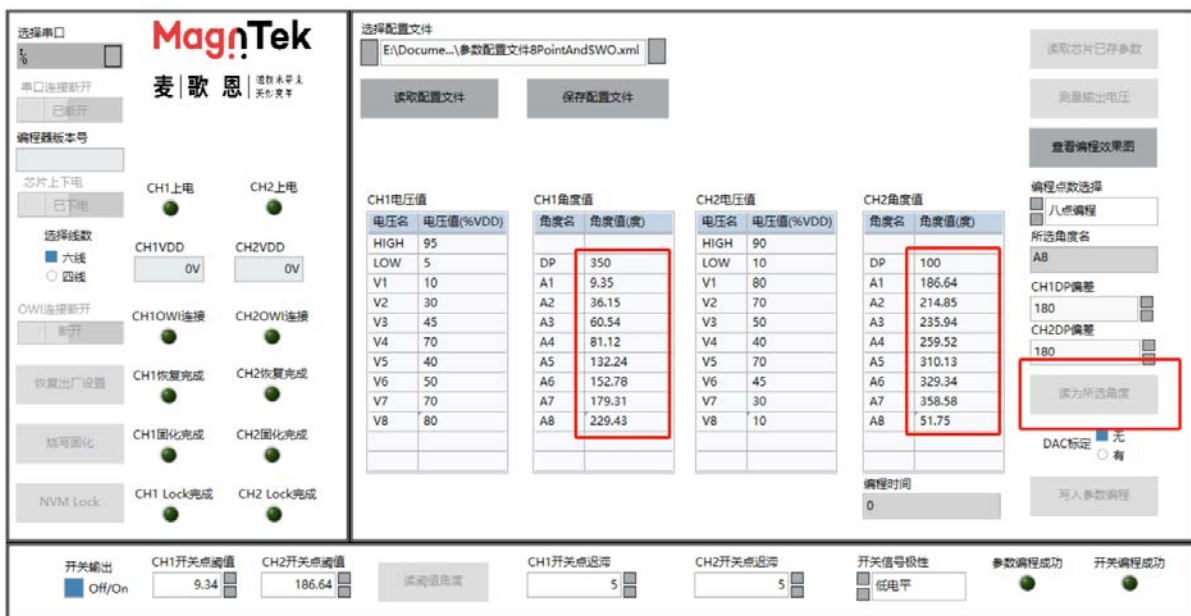 选择串口
MagnTek
麦|歌 恩
感知未来
美好度年
串口连接断开
已断开
编程器版本号
芯片上下电
已下电
CH1上电
CH2上电
选择线数
六线
四线
CH1VDD
CH2VDD
0V
0V
OWI连接断开
断开
CH1OWI连接
CH2OWI连接
恢复出厂设置
CH1恢复完成
CH2恢复完成
烧写固化
CH1固化完成
CH2固化完成
NVM Lock
CH1 Lock完成
CH2 Lock完成
选择配置文件
E:\Docume...\参数配置文件8PointAndSWO.xml
读取配置文件
保存配置文件
CH1电压值
电压名 电压值(%VDD)
HIGH 95
LOW 5
V1 10
V2 30
V3 45
V4 70
V5 40
V6 50
V7 70
V8 80
CH1角度值
角度名 角度值(度)
DP 350
A1 9.35
A2 36.15
A3 60.54
A4 81.12
A5 132.24
A6 152.78
A7 179.31
A8 229.43
CH2电压值
电压名 电压值(%VDD)
HIGH 90
LOW 10
V1 80
V2 70
V3 50
V4 40
V5 70
V6 45
V7 30
V8 10
CH2角度值
角度名 角度值(度)
DP 100
A1 186.64
A2 214.85
A3 235.94
A4 259.52
A5 310.13
A6 329.34
A7 358.58
A8 51.75
编程时间
0
读取芯片已存参数
测量输出电压
查看编程效果图
编程点数选择
八点编程
所选角度名
A8
CH1DP偏差
180
CH2DP偏差
180
读为所选角度
DAC标定
无
有
写入参数编程
开关输出
Off/On
CH1开关点阈值
9.34
CH2开关点阈值
186.64
读阈值角度
CH1开关点迟滞
5
CH2开关点迟滞
5
开关信号极性
低电平
参数编程成功
开关编程成功